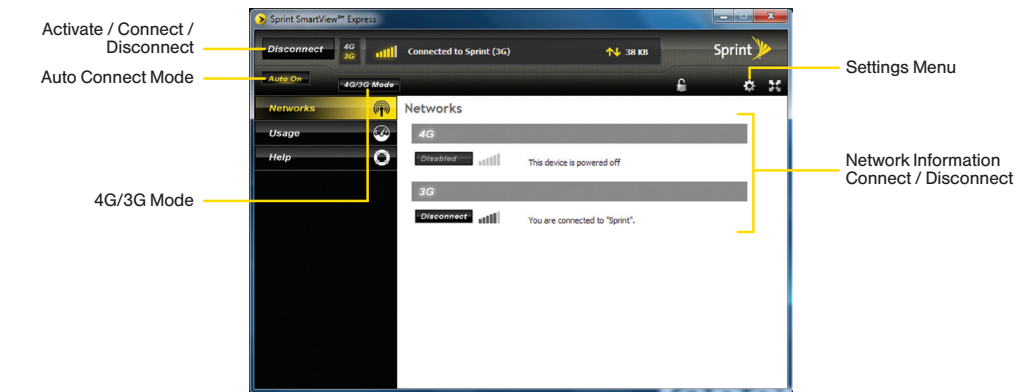 Sprint SmartView℠ Express
Activate / Connect /
Disconnect
Disconnect
4G
3G
Connected to Sprint (3G)
38 KB
Sprint
Auto Connect Mode
Auto On
4G/3G Mode
Settings Menu
Networks
Usage
Help
Networks
4G
Disabled
This device is powered off
3G
Disconnect
You are connected to "Sprint".
4G/3G Mode
Network Information
Connect / Disconnect